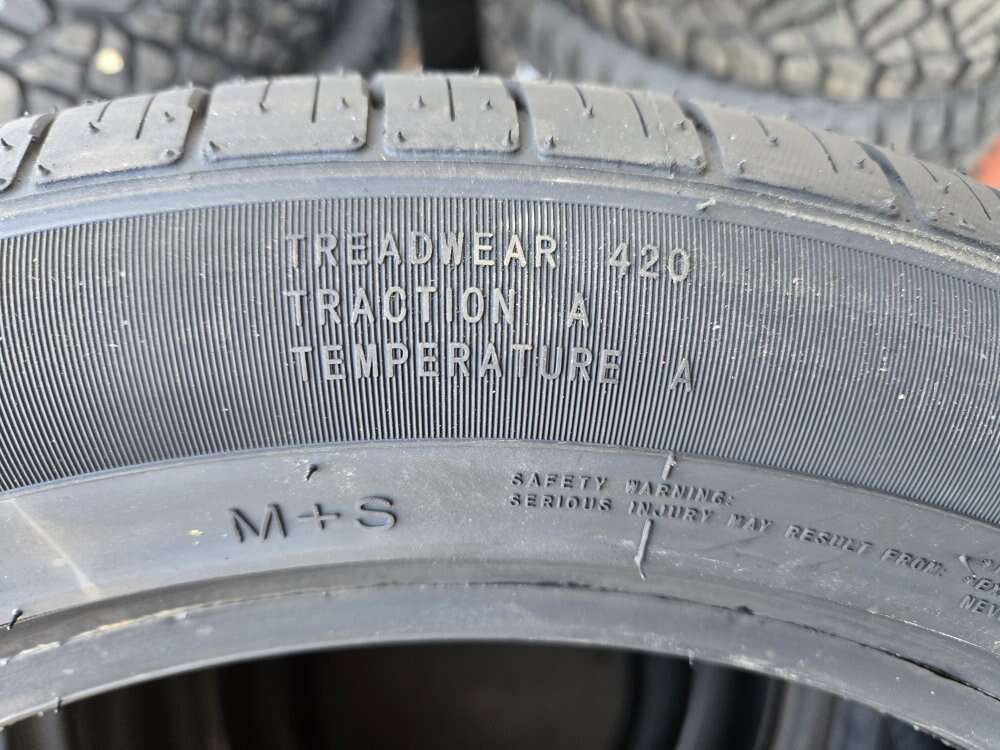 TREADWEAR 420
TRACTION A
TEMPERATURE A
M+S
SAFETY WARNING:
SERIOUS INJURY MAY RESULT FROM: